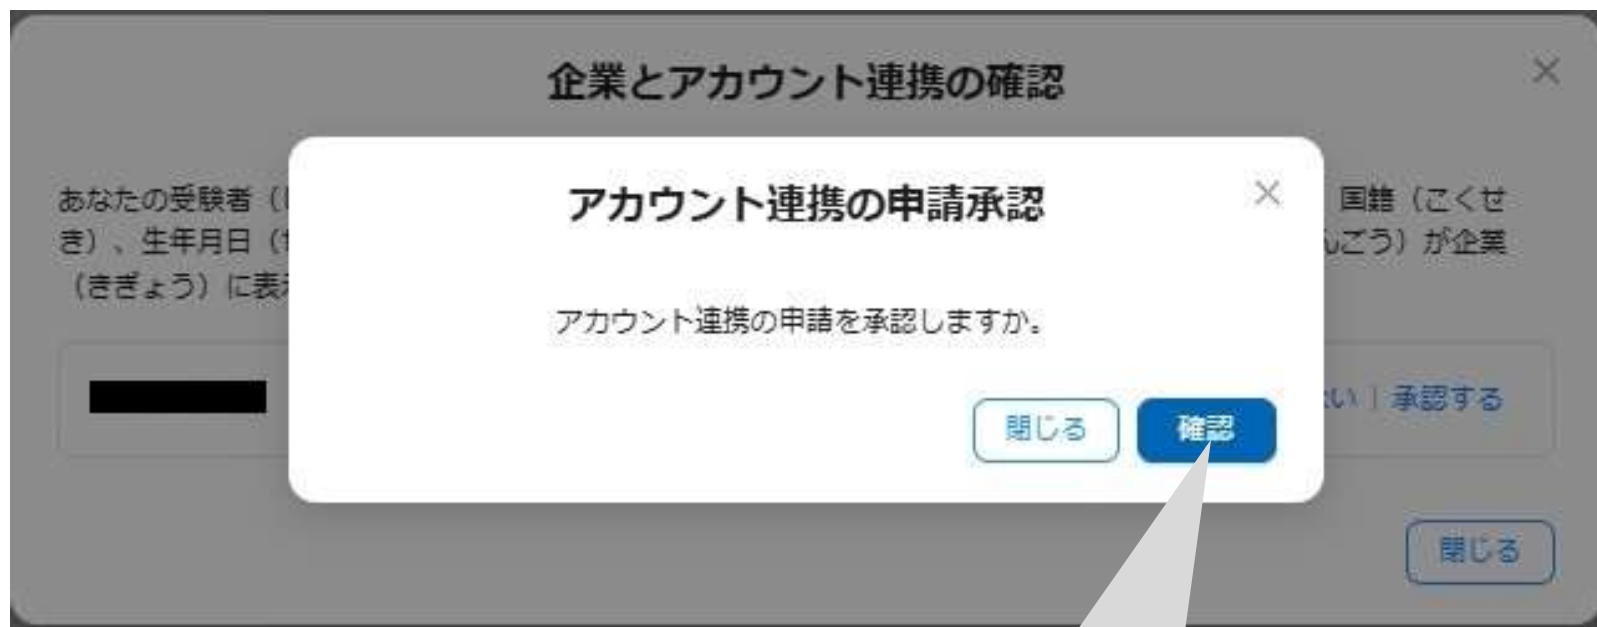 企業とアカウント連携の確認
アカウント連携の申請承認
あなたの受験者（
国籍（こくせ
き）、生年月日（
んごう）が企業
（きぎょう）に表
アカウント連携の申請を承認しますか。
い | 承認する
閉じる
確認
閉じる